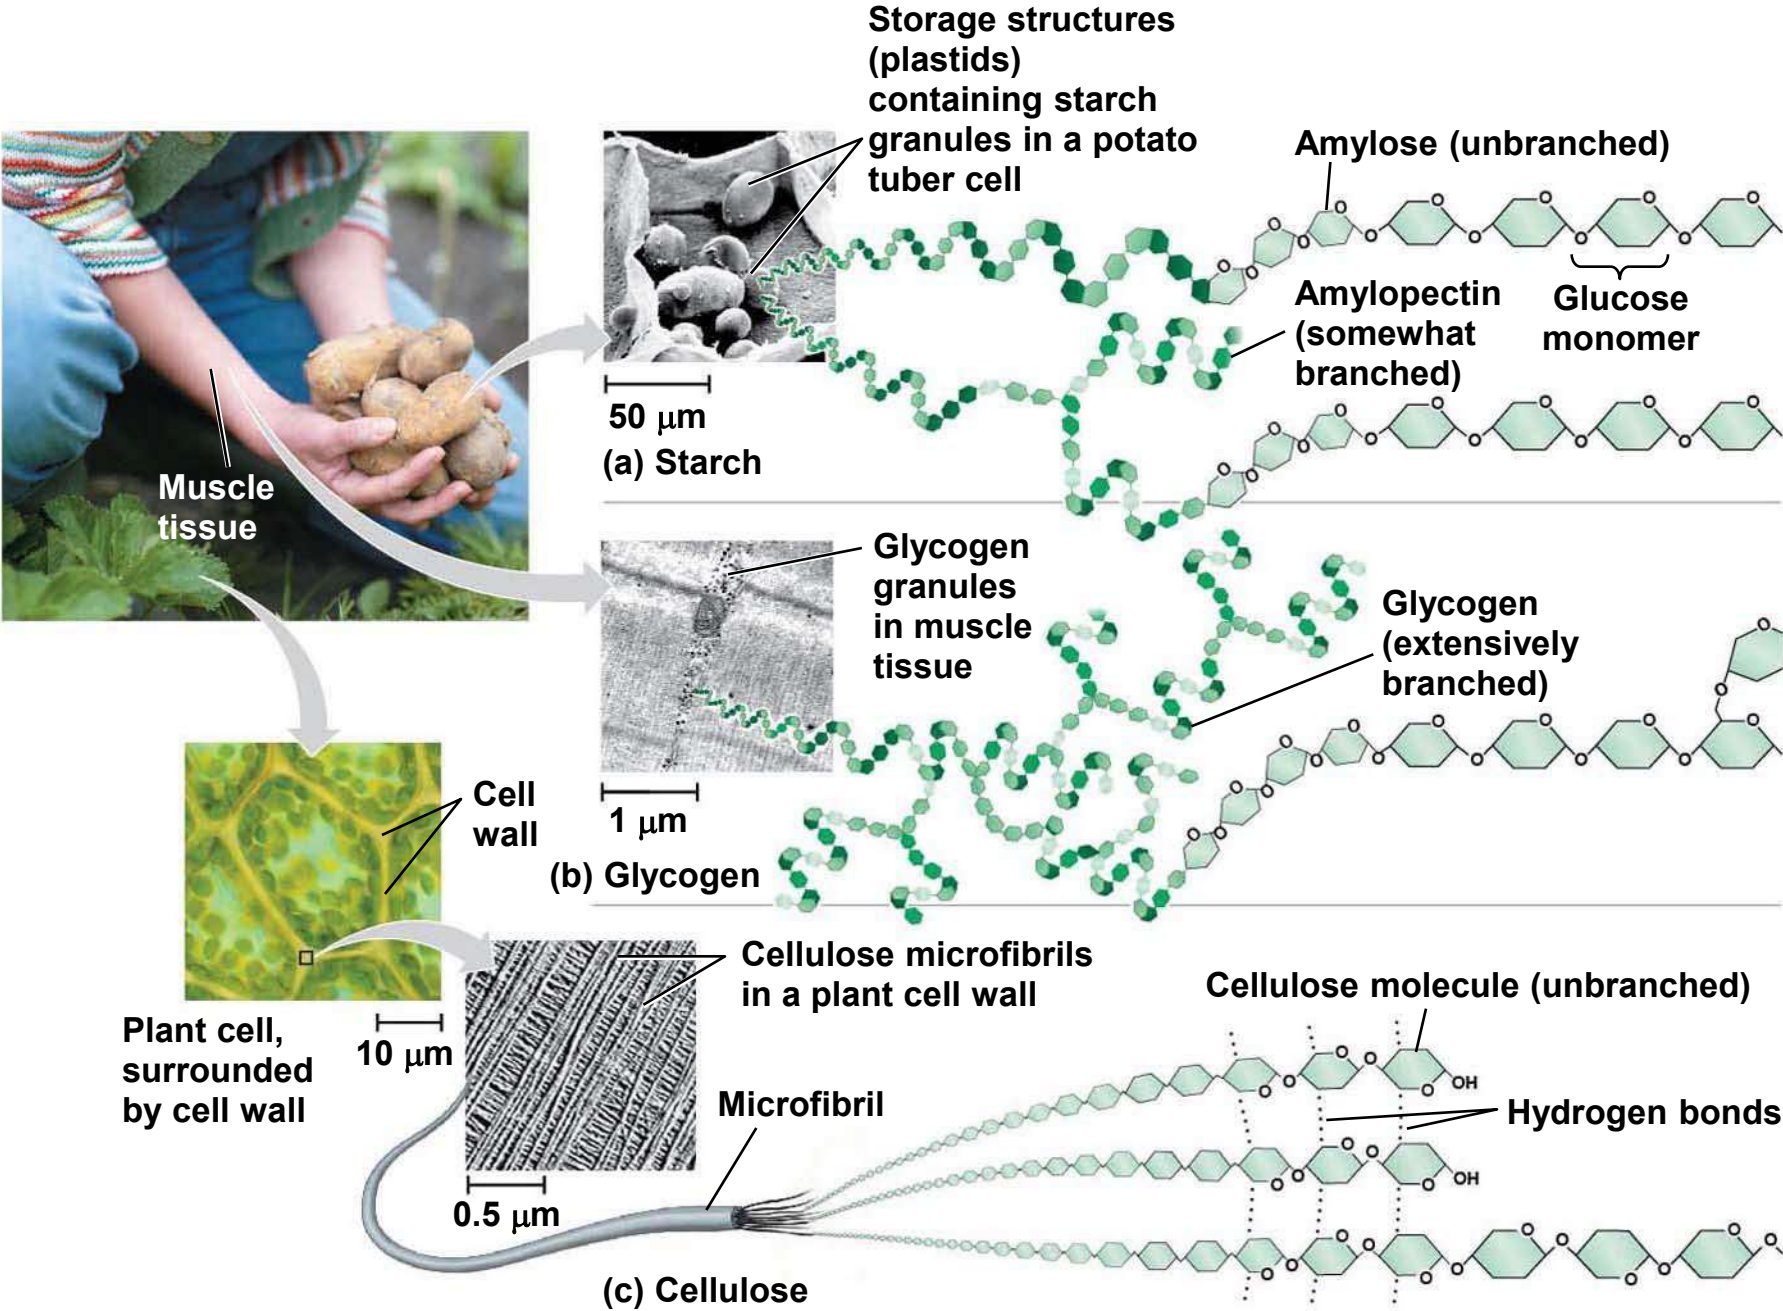 Storage structures
(plastids)
containing starch
granules in a potato
tuber cell
Amylose (unbranched)
O O O O O O O
O O O O O O
Amylopectin
(somewhat
branched)
Glucose
monomer
50 μm
(a) Starch
O O O O O O O
O O O O O O
Muscle
tissue
Glycogen
granules
in muscle
tissue
Glycogen
(extensively
branched)
O
O
O O O O O O O O
O O O O O O O
1 μm
(b) Glycogen
Cell
wall
Plant cell,
surrounded
by cell wall
10 μm
Cellulose microfibrils
in a plant cell wall
0.5 μm
Microfibril
Cellulose molecule (unbranched)
O O O O O OH
Hydrogen bonds
O O O O O OH
O O O O O O O O O O O
(c) Cellulose